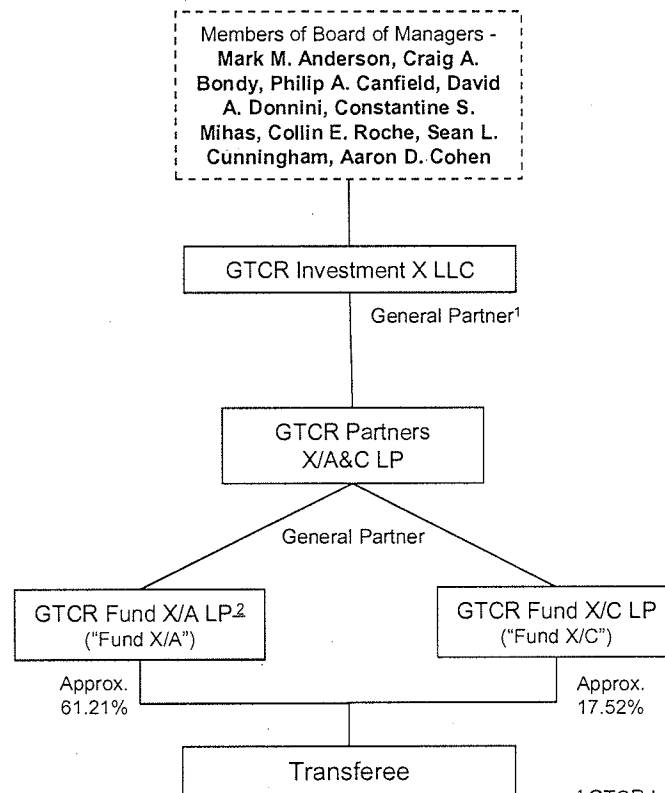 Members of Board of Managers -
Mark M. Anderson, Craig A.
Bondy, Philip A. Canfield, David
A. Donnini, Constantine S.
Mihas, Collin E. Roche, Sean L.
Cunningham, Aaron D. Cohen
GTCR Investment X LLC
General Partner¹
GTCR Partners
X/A&C LP
General Partner
GTCR Fund X/A LP²
("Fund X/A")
GTCR Fund X/C LP
("Fund X/C")
Approx.
61.21%
Approx.
17.52%
Transferee